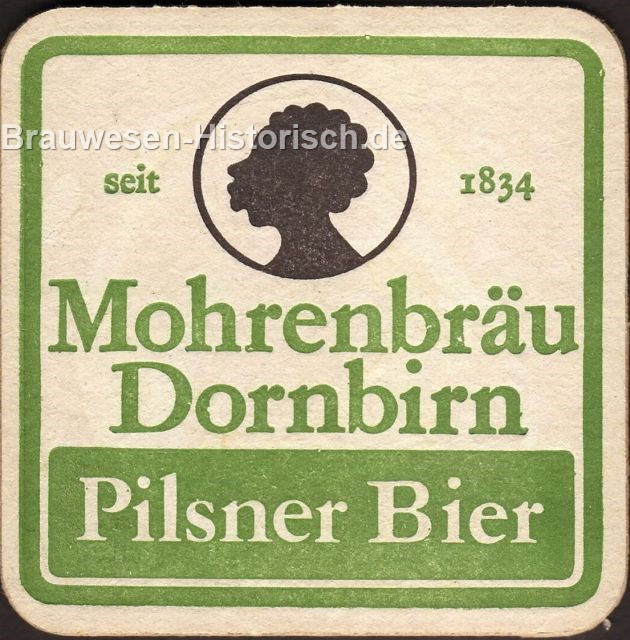 Brauwesen-Historisch.de
seit 1834
Mohrenbräu
Dornbirn
Pilsner Bier